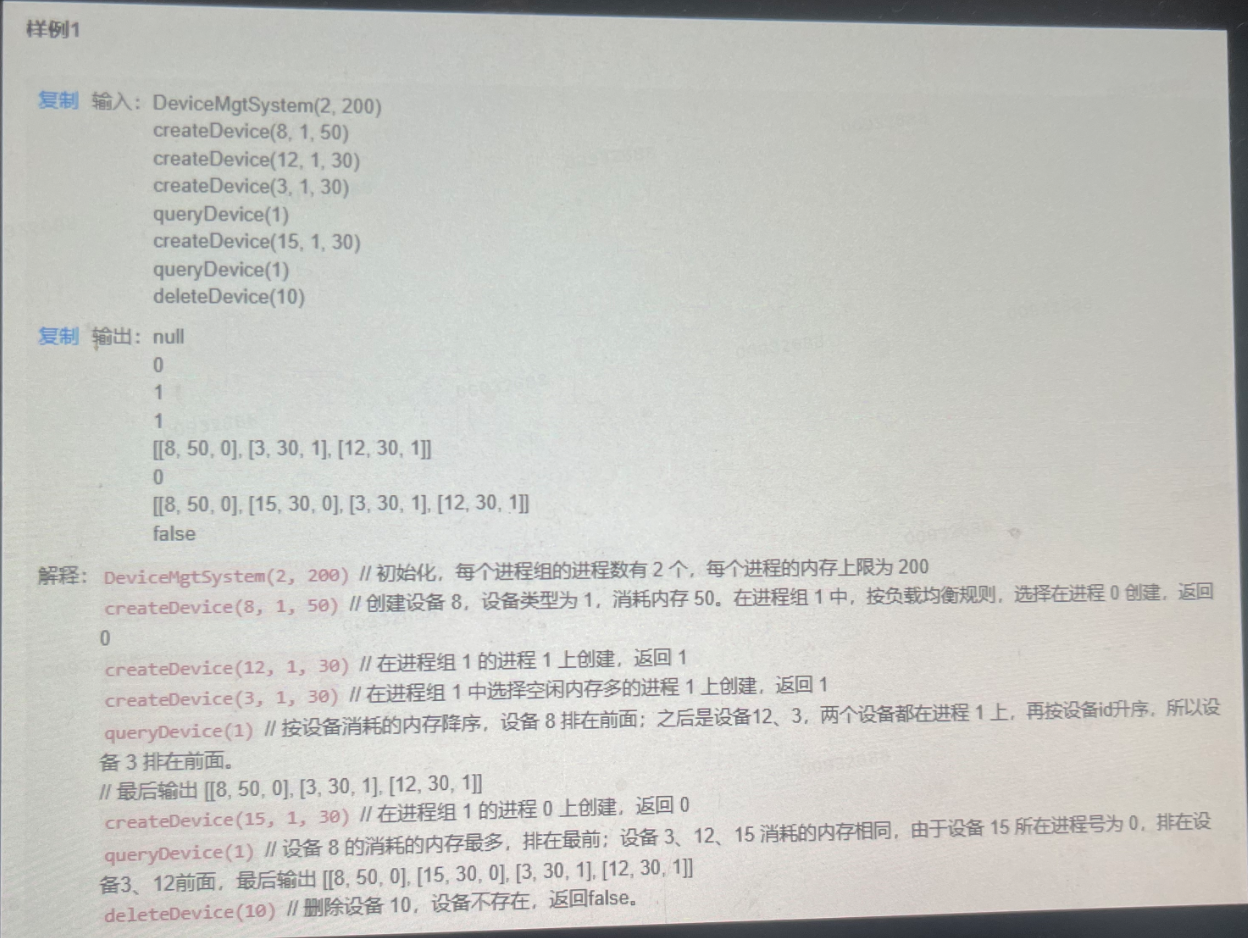 样例1
复制 输入：DeviceMgtSystem(2, 200)
createDevice(8, 1, 50)
createDevice(12, 1, 30)
createDevice(3, 1, 30)
queryDevice(1)
createDevice(15, 1, 30)
queryDevice(1)
deleteDevice(10)
复制 输出：null
0
1
1
[[8, 50, 0], [3, 30, 1], [12, 30, 1]]
0
[[8, 50, 0], [15, 30, 0], [3, 30, 1], [12, 30, 1]]
false
解释：DeviceMgtSystem(2, 200) // 初始化，每个进程组的进程数有 2 个，每个进程的内存上限为 200
createDevice(8, 1, 50) // 创建设备 8，设备类型为 1，消耗内存 50。在进程组 1 中，按负载均衡规则，选择在进程 0 创建，返回
0
createDevice(12, 1, 30) // 在进程组 1 的进程 1 上创建，返回 1
createDevice(3, 1, 30) // 在进程组 1 中选择空闲内存多的进程 1 上创建，返回 1
queryDevice(1) // 按设备消耗的内存降序，设备 8 排在前面；之后是设备12、3，两个设备都在进程 1 上，再按设备id升序，所以设
备 3 排在前面。
// 最后输出 [[8, 50, 0], [3, 30, 1], [12, 30, 1]]
createDevice(15, 1, 30) // 在进程组 1 的进程 0 上创建，返回 0
queryDevice(1) // 设备 8 的消耗的内存最多，排在最前；设备 3、12、15 消耗的内存相同，由于设备 15 所在进程号为 0，排在设
备3、12前面，最后输出 [[8, 50, 0], [15, 30, 0], [3, 30, 1], [12, 30, 1]]
deleteDevice(10) // 删除设备 10，设备不存在，返回false。